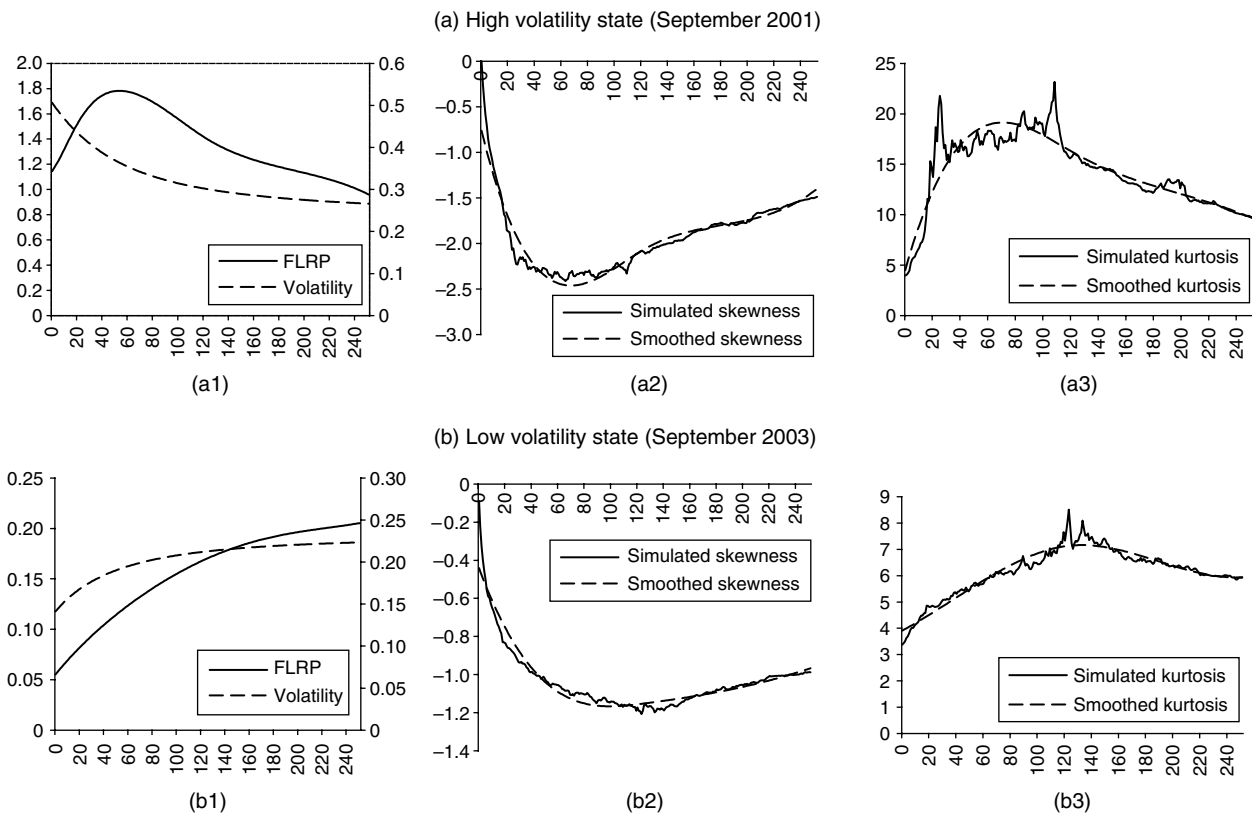 (a) High volatility state (September 2001)
2.0
1.8
1.6
1.4
1.2
1.0
0.8
0.6
0.4
0.2
0
0.6
0.5
0.4
0.3
0.2
0.1
0
FLRP
Volatility
0 20 40 60 80 100 120 140 160 180 200 220 240
(a1)
0
−0.5
−1.0
−1.5
−2.0
−2.5
−3.0
0 20 40 60 80 100 120 140 160 180 200 220 240
Simulated skewness
Smoothed skewness
(a2)
25
20
15
10
5
0
Simulated kurtosis
Smoothed kurtosis
0 20 40 60 80 100 120 140 160 180 200 220 240
(a3)
(b) Low volatility state (September 2003)
0.25
0.20
0.15
0.10
0.05
0
0.30
0.25
0.20
0.15
0.10
0.05
0
FLRP
Volatility
0 20 40 60 80 100 120 140 160 180 200 220 240
(b1)
0
−0.2
−0.4
−0.6
−0.8
−1.0
−1.2
−1.4
0 20 40 60 80 100 120 140 160 180 200 220 240
Simulated skewness
Smoothed skewness
(b2)
9
8
7
6
5
4
3
2
1
0
Simulated kurtosis
Smoothed kurtosis
0 20 40 60 80 100 120 140 160 180 200 220 240
(b3)